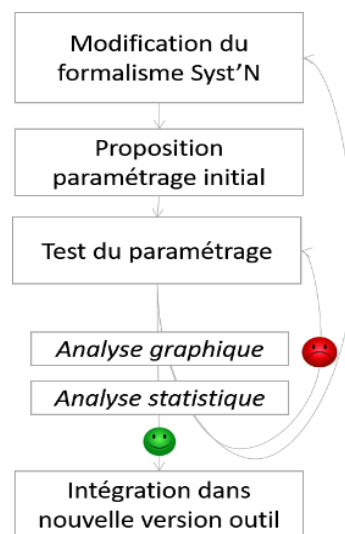 Modification du
formalisme Syst'N
Proposition
paramétrage initial
Test du paramétrage
Analyse graphique
Analyse statistique
Intégration dans
nouvelle version outil